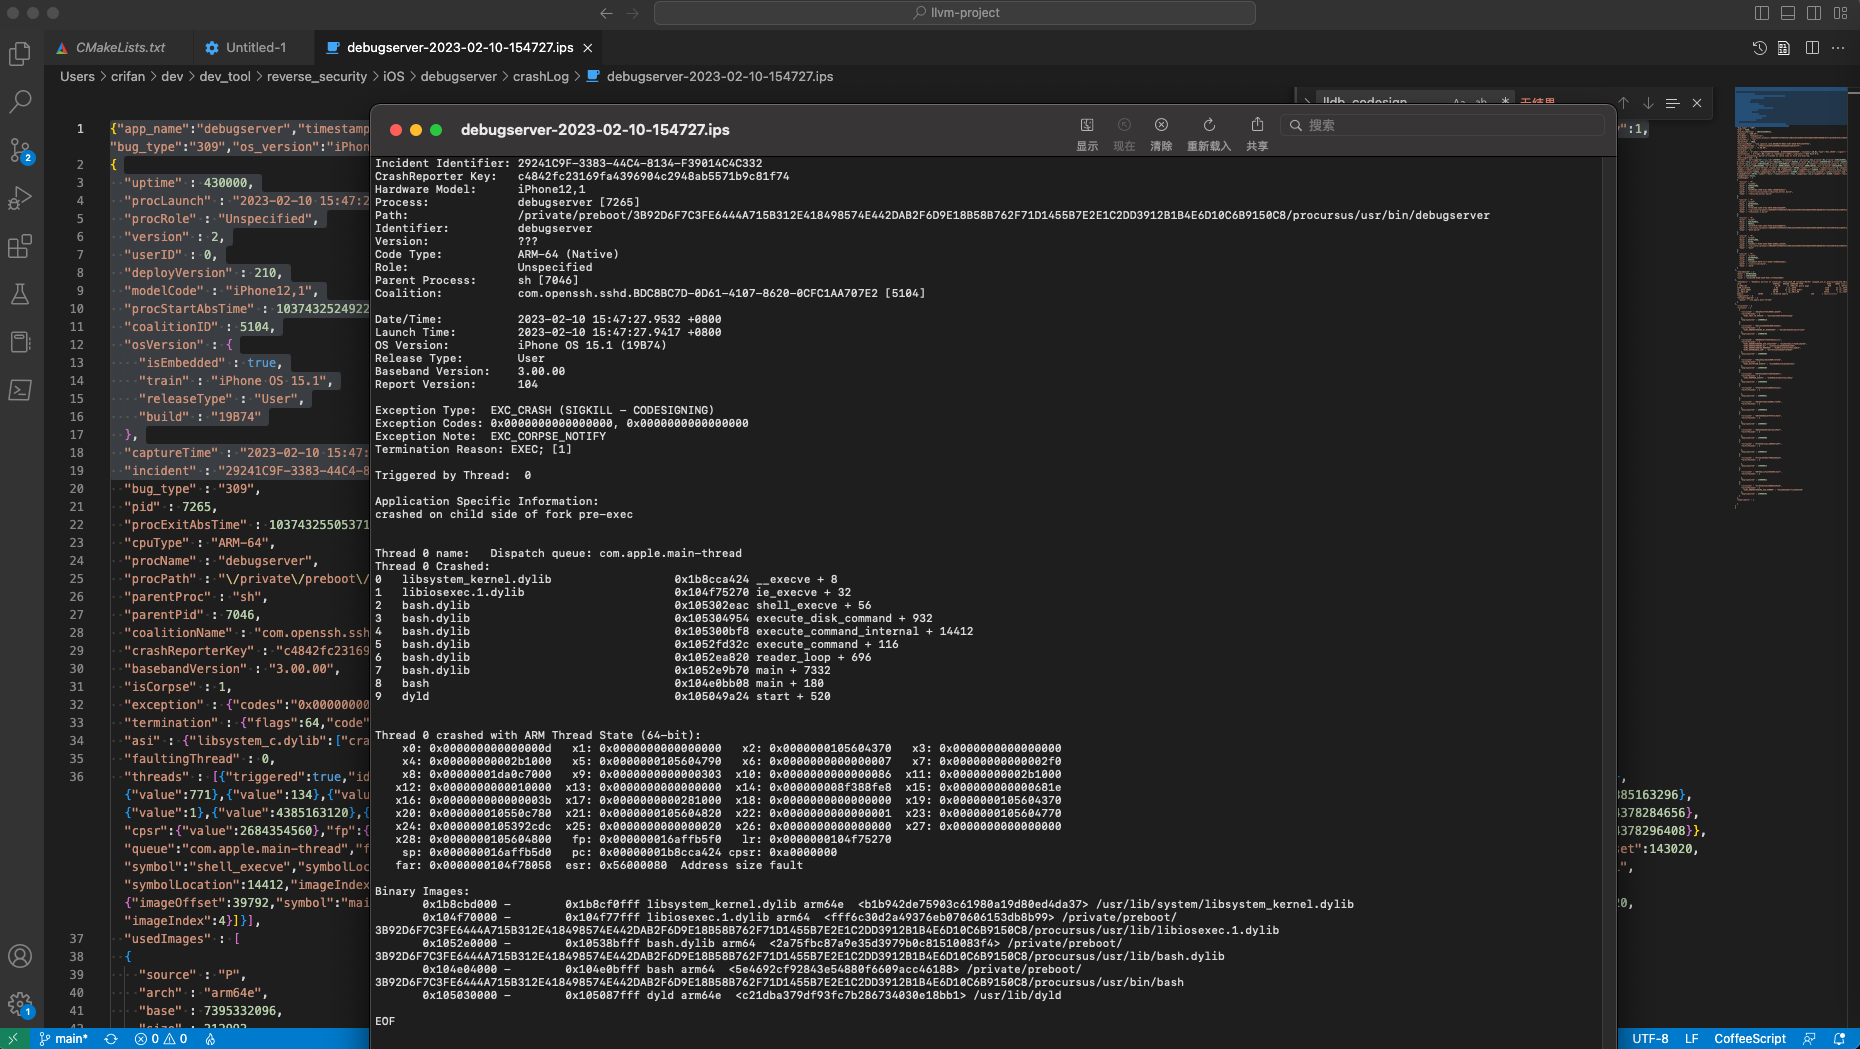 llvm-project
CMakeLists.txt
Untitled-1
debugserver-2023-02-10-154727.ips
Users > crifan > dev > dev_tool > reverse_security > iOS > debugserver > crashLog > debugserver-2023-02-10-154727.ips
lldb codesign
无结果
1 {"app_name":"debugserver","timestamp
":1,
"bug_type":"309","os_version":"iPhon
2 {
3 "uptime" : 430000,
4 "procLaunch" : "2023-02-10 15:47:2
5 "procRole" : "Unspecified",
6 "version" : 2,
7 "userID" : 0,
8 "deployVersion" : 210,
9 "modelCode" : "iPhone12,1",
10 "procStartAbsTime" : 1037432524922
11 "coalitionID" : 5104,
12 "osVersion" : {
13 "isEmbedded" : true,
14 "train" : "iPhone OS 15.1",
15 "releaseType" : "User",
16 "build" : "19B74"
17 },
18 "captureTime" : "2023-02-10 15:47:
19 "incident" : "29241C9F-3383-44C4-8
20 "bug_type" : "309",
21 "pid" : 7265,
22 "procExitAbsTime" : 10374325505371
23 "cpuType" : "ARM-64",
24 "procName" : "debugserver",
25 "procPath" : "\/private\/preboot\/
26 "parentProc" : "sh",
27 "parentPid" : 7046,
28 "coalitionName" : "com.openssh.ssh
29 "crashReporterKey" : "c4842fc23169
30 "basebandVersion" : "3.00.00",
31 "isCorpse" : 1,
32 "exception" : {"codes":"0x00000000
33 "termination" : {"flags":64,"code"
34 "asi" : {"libsystem_c.dylib":["cra
35 "faultingThread" : 0,
36 "threads" : [{"triggered":true,"id
{"value":771},{"value":134},{"valu
{"value":1},{"value":4385163120},{
"cpsr":{"value":2684354560},"fp":{
"queue":"com.apple.main-thread","f
"symbol":"shell_execve","symbolLoc
"symbolLocation":14412,"imageIndex
{"imageOffset":39792,"symbol":"mai
"imageIndex":4}]}],
37 "usedImages" : [
38 {
39 "source" : "P",
40 "arch" : "arm64e",
41 "base" : 7395332096,
debugserver-2023-02-10-154727.ips
显示
现在
清除
重新载入
共享
搜索
Incident Identifier: 29241C9F-3383-44C4-8134-F39014C4C332
CrashReporter Key: c4842fc23169fa4396904c2948ab5571b9c81f74
Hardware Model: iPhone12,1
Process: debugserver [7265]
Path: /private/preboot/3B92D6F7C3FE6444A715B312E418498574E442DAB2F6D9E18B58B762F71D1455B7E2E1C2DD3912B1B4E6D10C6B9150C8/procursus/usr/bin/debugserver
Identifier: debugserver
Version: ???
Code Type: ARM-64 (Native)
Role: Unspecified
Parent Process: sh [7046]
Coalition: com.openssh.sshd.BDC8BC7D-0D61-4107-8620-0CFC1AA707E2 [5104]
Date/Time: 2023-02-10 15:47:27.9532 +0800
Launch Time: 2023-02-10 15:47:27.9417 +0800
OS Version: iPhone OS 15.1 (19B74)
Release Type: User
Baseband Version: 3.00.00
Report Version: 104
Exception Type: EXC_CRASH (SIGKILL - CODESIGNING)
Exception Codes: 0x0000000000000000, 0x0000000000000000
Exception Note: EXC_CORPSE_NOTIFY
Termination Reason: EXEC; [1]
Triggered by Thread: 0
Application Specific Information:
crashed on child side of fork pre-exec
Thread 0 name: Dispatch queue: com.apple.main-thread
Thread 0 Crashed:
0 libsystem_kernel.dylib 0x1b8cca424 __execve + 8
1 libiosexec.1.dylib 0x104f75270 ie_execve + 32
2 bash.dylib 0x105302eac shell_execve + 56
3 bash.dylib 0x105304954 execute_disk_command + 932
4 bash.dylib 0x105300bf8 execute_command_internal + 14412
5 bash.dylib 0x1052fd32c execute_command + 116
6 bash.dylib 0x1052ea820 reader_loop + 696
7 bash.dylib 0x1052e9b70 main + 7332
8 bash 0x104e0bb08 main + 180
9 dyld 0x105049a24 start + 520
Thread 0 crashed with ARM Thread State (64-bit):
x0: 0x000000000000000d x1: 0x0000000000000000 x2: 0x0000000105604370 x3: 0x0000000000000000
x4: 0x00000000002b1000 x5: 0x0000000105604790 x6: 0x0000000000000007 x7: 0x00000000000002f0
x8: 0x00000001da0c7000 x9: 0x0000000000000303 x10: 0x0000000000000086 x11: 0x00000000002b1000
x12: 0x0000000000010000 x13: 0x0000000000000000 x14: 0x000000008f388fe8 x15: 0x000000000000681e
x16: 0x000000000000003b x17: 0x0000000000281000 x18: 0x0000000000000000 x19: 0x0000000105604370
x20: 0x000000010550c780 x21: 0x0000000105604820 x22: 0x0000000000000001 x23: 0x0000000105604770
x24: 0x0000000105392cdc x25: 0x0000000000000020 x26: 0x0000000000000000 x27: 0x0000000000000000
x28: 0x0000000105604800 fp: 0x000000016affb5f0 lr: 0x0000000104f75270
sp: 0x000000016affb5d0 pc: 0x00000001b8cca424 cpsr: 0xa0000000
far: 0x0000000104f78058 esr: 0x56000080 Address size fault
Binary Images:
0x1b8cbd000 - 0x1b8cf0fff libsystem_kernel.dylib arm64e <b1b942de75903c61980a19d80ed4da37> /usr/lib/system/libsystem_kernel.dylib
0x104f70000 - 0x104f77fff libiosexec.1.dylib arm64 <fff6c30d2a49376eb070606153db8b99> /private/preboot/
3B92D6F7C3FE6444A715B312E418498574E442DAB2F6D9E18B58B762F71D1455B7E2E1C2DD3912B1B4E6D10C6B9150C8/procursus/usr/lib/libiosexec.1.dylib
0x1052e0000 - 0x10538bfff bash.dylib arm64 <2a75fbc87a9e35d3979b0c81510083f4> /private/preboot/
3B92D6F7C3FE6444A715B312E418498574E442DAB2F6D9E18B58B762F71D1455B7E2E1C2DD3912B1B4E6D10C6B9150C8/procursus/usr/lib/bash.dylib
0x104e04000 - 0x104e0bfff bash arm64 <5e4692cf92843e54880f6609acc46188> /private/preboot/
3B92D6F7C3FE6444A715B312E418498574E442DAB2F6D9E18B58B762F71D1455B7E2E1C2DD3912B1B4E6D10C6B9150C8/procursus/usr/bin/bash
0x105030000 - 0x105087fff dyld arm64e <c21dba379df93fc7b286734030e18bb1> /usr/lib/dyld
EOF
385163296},
4378284656},
4378296408}},
et":143020,
2
1
main*
0
0
UTF-8
LF
CoffeeScript